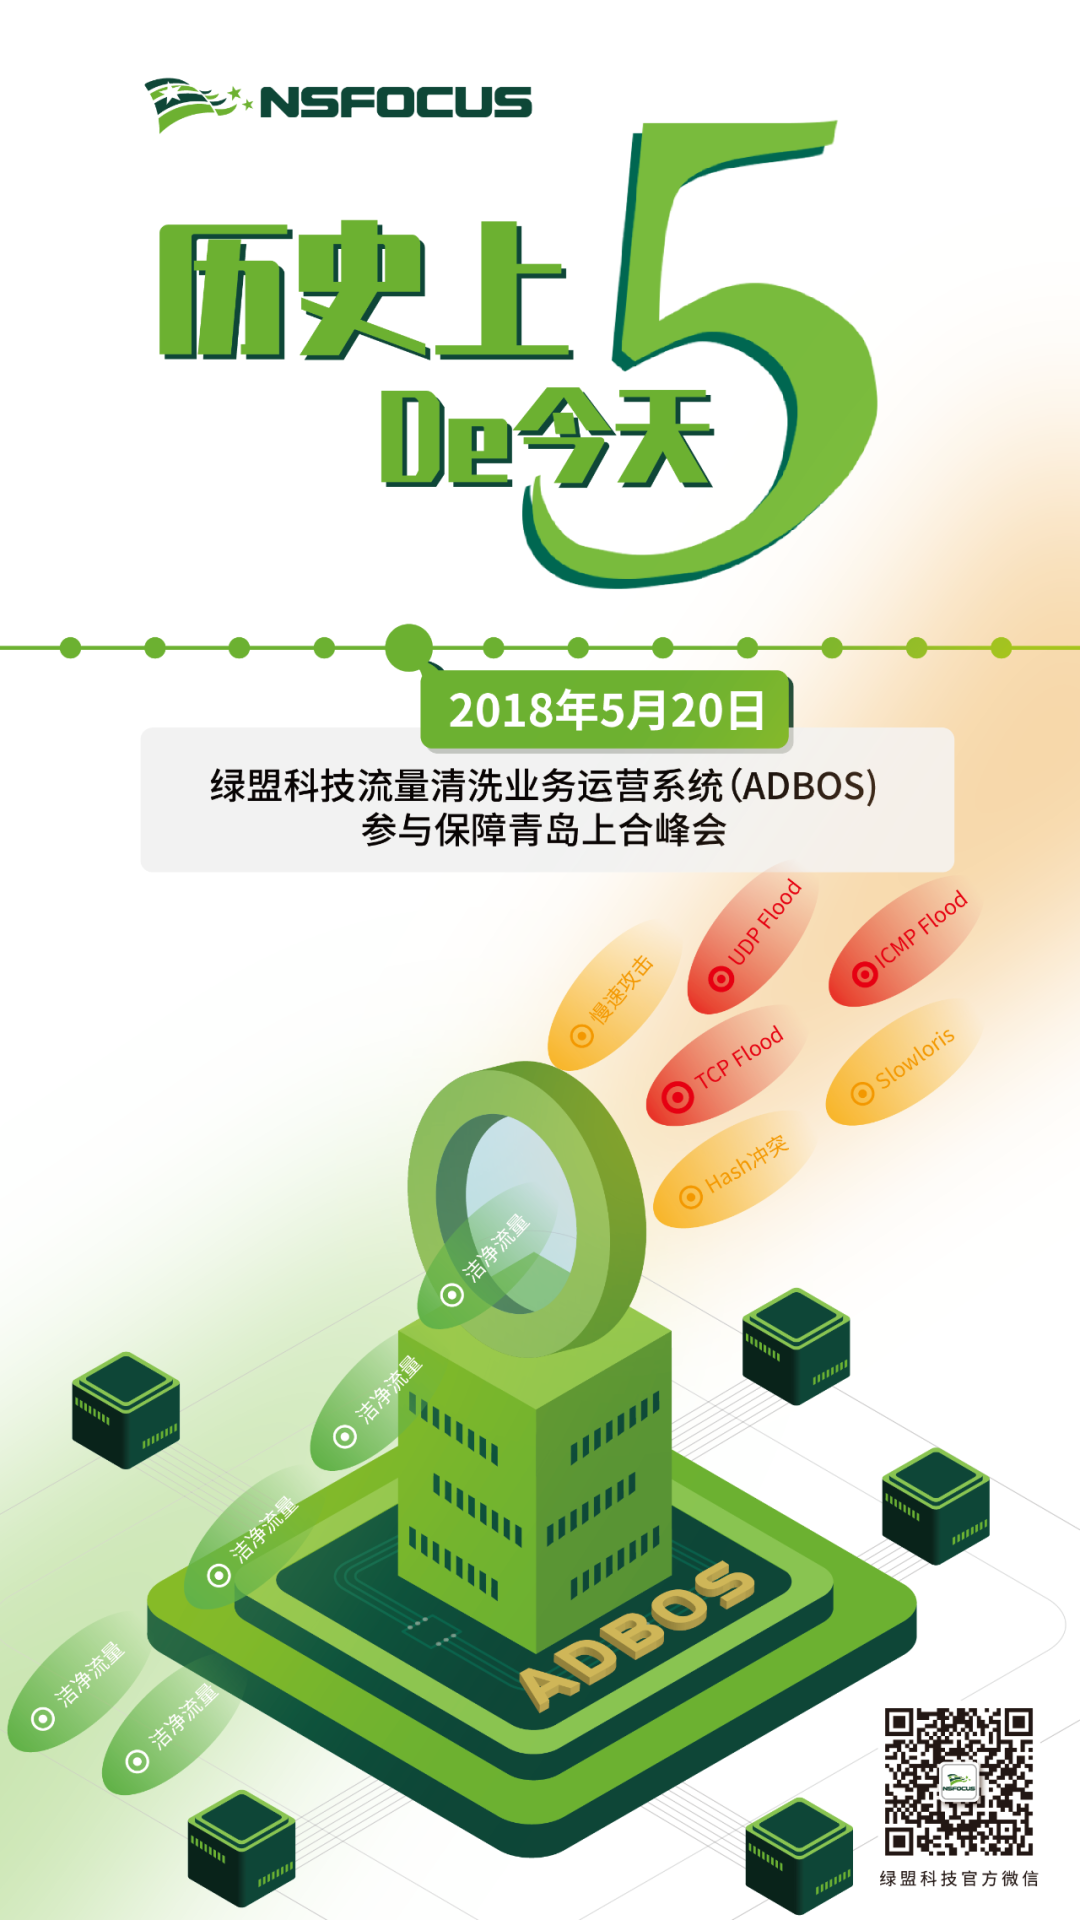 NSFOCUS
5
历史上
De今天
2018年5月20日
绿盟科技流量清洗业务运营系统（ADBOS)
参与保障青岛上合峰会
UDP Flood
ICMP Flood
慢速攻击
TCP Flood
Slowloris
Hash冲突
洁净流量
洁净流量
洁净流量
洁净流量
洁净流量
ADBOS
NSFOCUS
绿盟科技官方微信